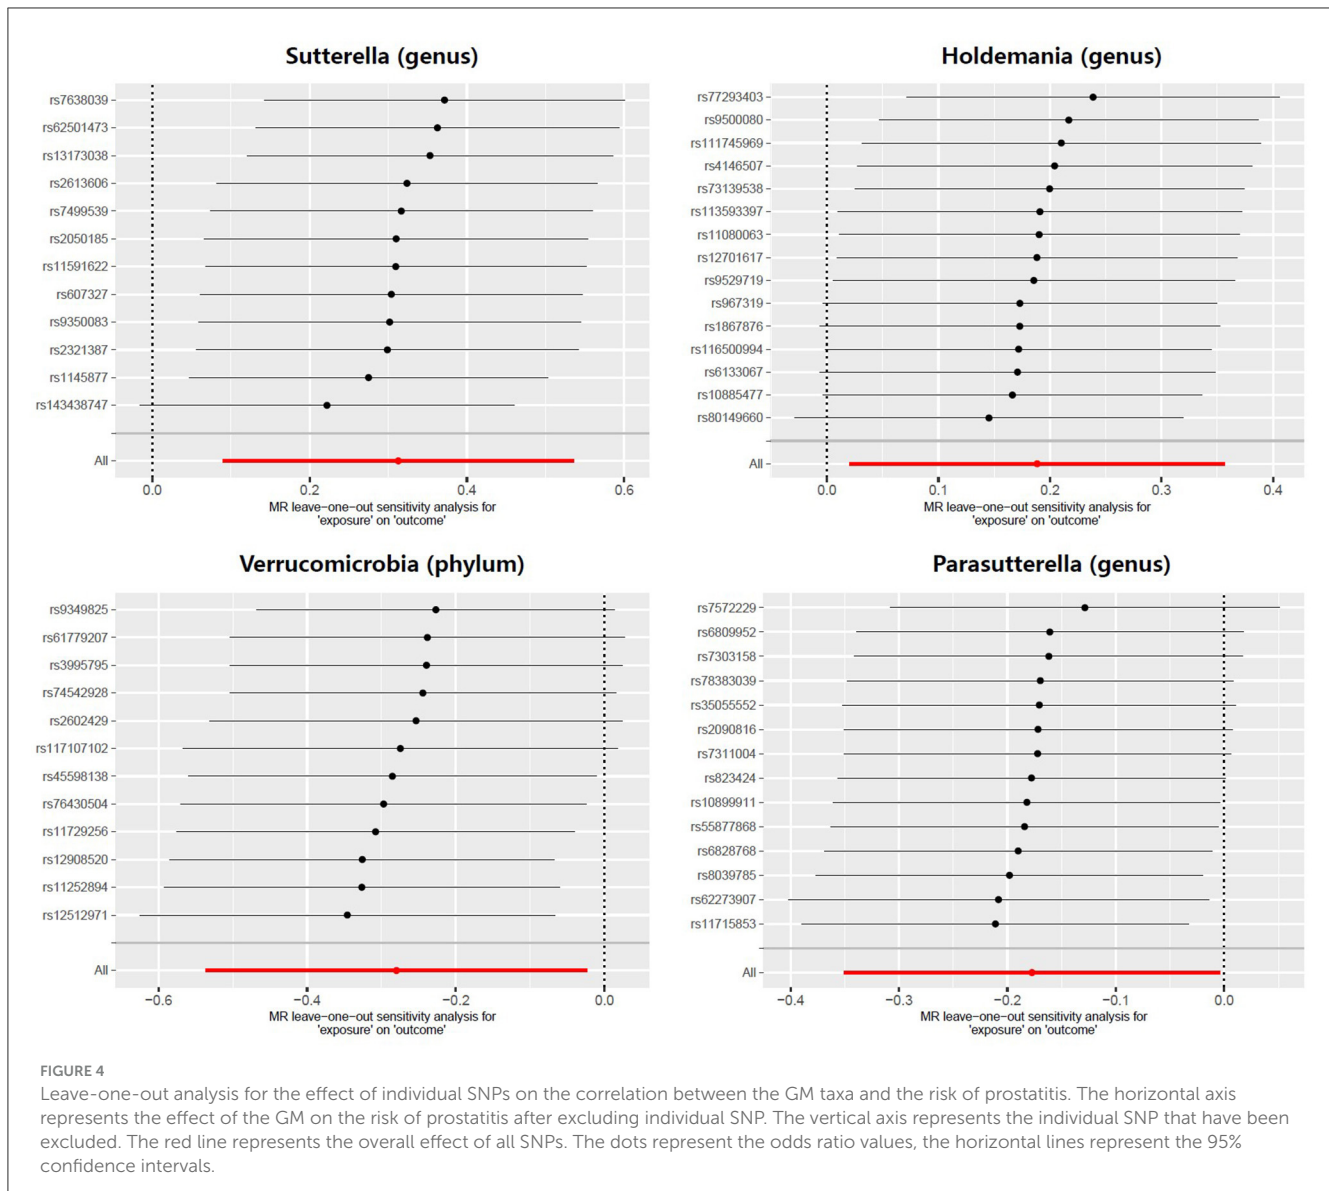 Sutterella (genus)
rs7638039
rs62501473
rs13173038
rs2613606
rs7499539
rs2050185
rs11591622
rs607327
rs9350083
rs2321387
rs1145877
rs143438747
All
0.0 0.2 0.4 0.6
MR leave-one-out sensitivity analysis for
'exposure' on 'outcome'
Holdemania (genus)
rs77293403
rs9500080
rs111745969
rs4146507
rs73139538
rs113593397
rs11080063
rs12701617
rs9529719
rs967319
rs1867876
rs116500994
rs6133067
rs10885477
rs80149660
All
0.0 0.1 0.2 0.3 0.4
MR leave-one-out sensitivity analysis for
'exposure' on 'outcome'
Verrucomicrobia (phylum)
rs9349825
rs61779207
rs3995795
rs74542928
rs2602429
rs117107102
rs45598138
rs76430504
rs11729256
rs12908520
rs11252894
rs12512971
All
−0.6 −0.4 −0.2 0.0
MR leave-one-out sensitivity analysis for
'exposure' on 'outcome'
Parasutterella (genus)
rs7572229
rs6809952
rs7303158
rs78383039
rs35055552
rs2090816
rs7311004
rs823424
rs10899911
rs55877868
rs6828768
rs8039785
rs62273907
rs11715853
All
−0.4 −0.3 −0.2 −0.1 0.0
MR leave-one-out sensitivity analysis for
'exposure' on 'outcome'
FIGURE 4
Leave-one-out analysis for the effect of individual SNPs on the correlation between the GM taxa and the risk of prostatitis. The horizontal axis
represents the effect of the GM on the risk of prostatitis after excluding individual SNP. The vertical axis represents the individual SNP that have been
excluded. The red line represents the overall effect of all SNPs. The dots represent the odds ratio values, the horizontal lines represent the 95%
confidence intervals.